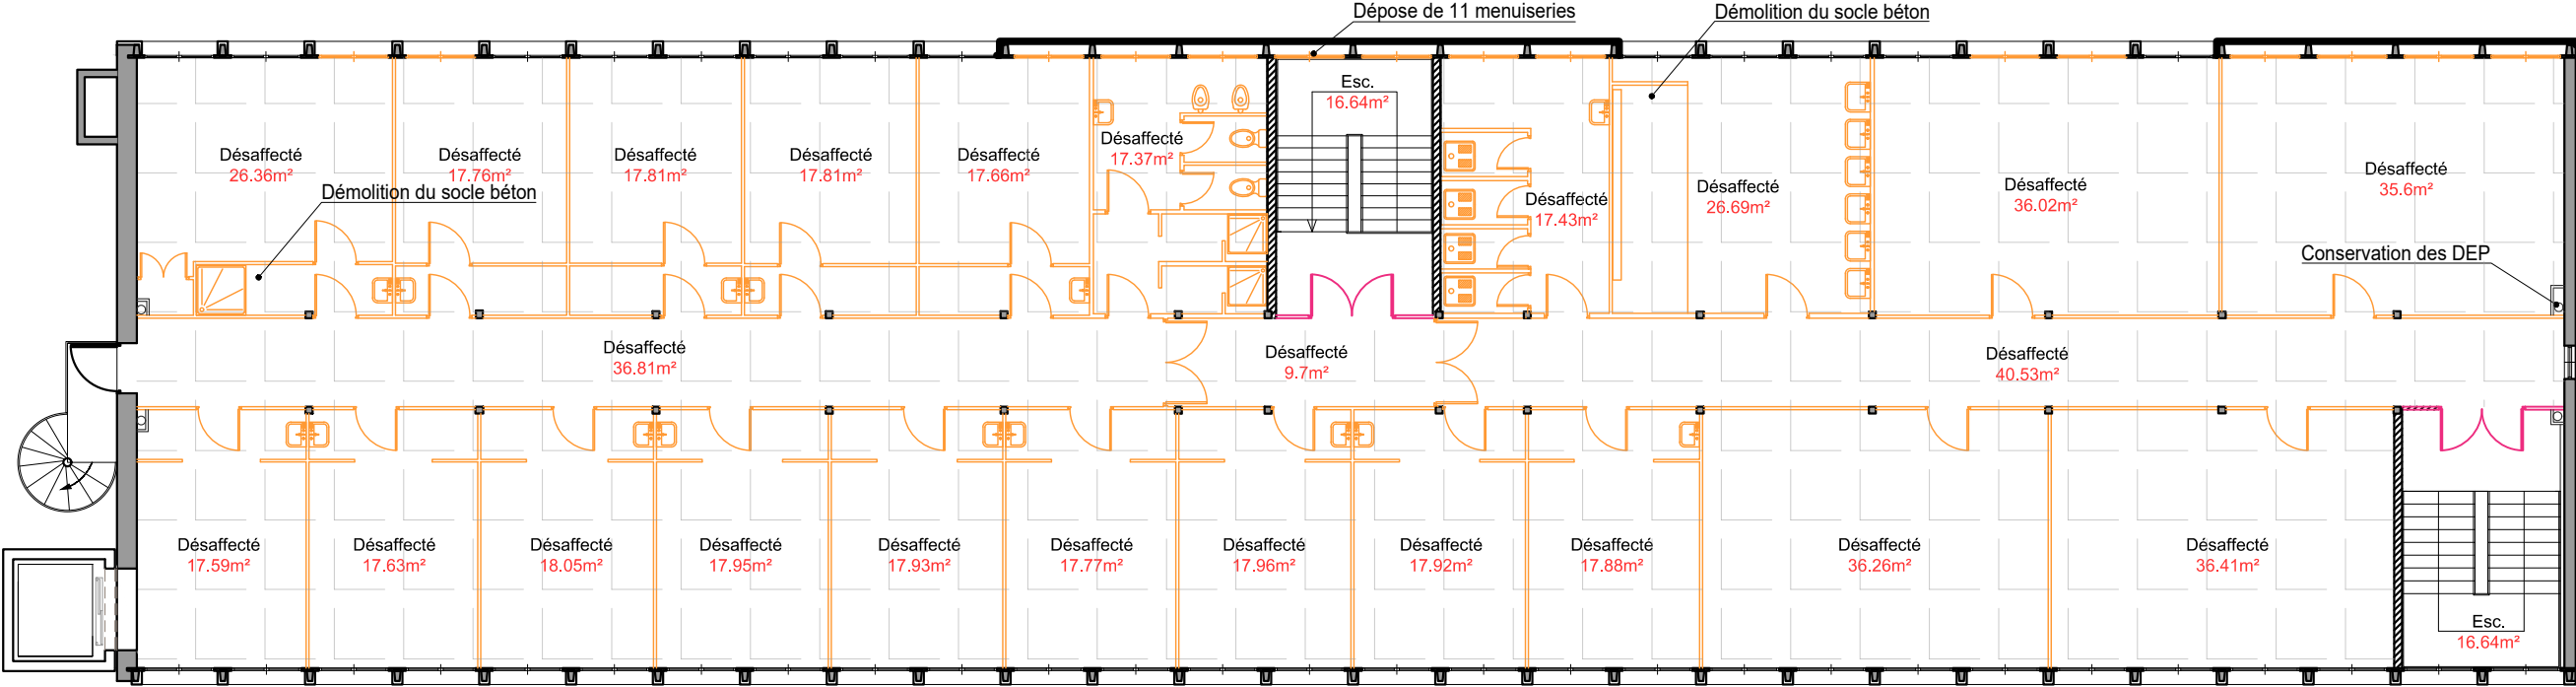 Dépose de 11 menuiseries
Démolition du socle béton
Esc.
16.64m²
Désaffecté
26.36m²
Désaffecté
17.76m²
Désaffecté
17.81m²
Désaffecté
17.81m²
Désaffecté
17.66m²
Désaffecté
17.37m²
Désaffecté
17.43m²
Désaffecté
26.69m²
Désaffecté
36.02m²
Désaffecté
35.6m²
Démolition du socle béton
Conservation des DEP
Désaffecté
36.81m²
Désaffecté
9.7m²
Désaffecté
40.53m²
Désaffecté
17.59m²
Désaffecté
17.63m²
Désaffecté
18.05m²
Désaffecté
17.95m²
Désaffecté
17.93m²
Désaffecté
17.77m²
Désaffecté
17.96m²
Désaffecté
17.92m²
Désaffecté
17.88m²
Désaffecté
36.26m²
Désaffecté
36.41m²
Esc.
16.64m²